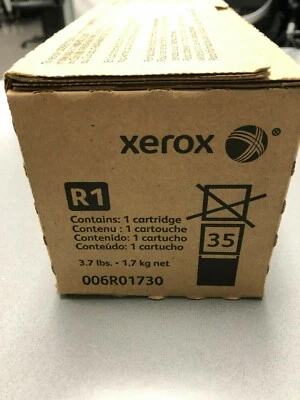 xerox ®
R1
Contains: 1 cartridge
Contenu : 1 cartouche
Contenido: 1 cartucho
Conteúdo: 1 cartucho
35
3.7 lbs. • 1.7 kg net
006R01730